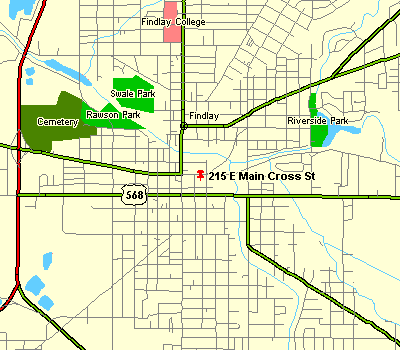 Findlay College
Swale Park
Rawson Park
Cemetery
Findlay
Riverside Park
215 E Main Cross St
568